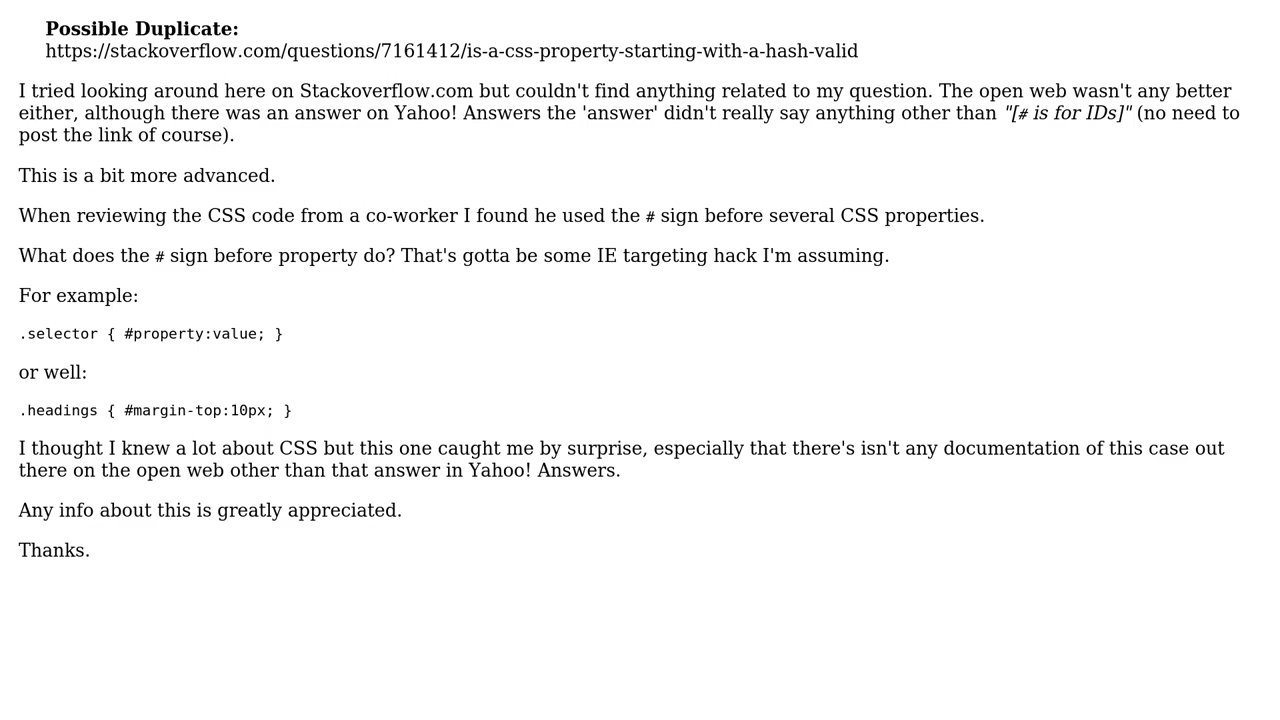 Possible Duplicate:
https://stackoverflow.com/questions/7161412/is-a-css-property-starting-with-a-hash-valid
I tried looking around here on Stackoverflow.com but couldn't find anything related to my question. The open web wasn't any better
either, although there was an answer on Yahoo! Answers the 'answer' didn't really say anything other than "[# is for IDs]" (no need to
post the link of course).
This is a bit more advanced.
When reviewing the CSS code from a co-worker I found he used the # sign before several CSS properties.
What does the # sign before property do? That's gotta be some IE targeting hack I'm assuming.
For example:
.selector { #property:value; }
or well:
.headings { #margin-top:10px; }
I thought I knew a lot about CSS but this one caught me by surprise, especially that there's isn't any documentation of this case out
there on the open web other than that answer in Yahoo! Answers.
Any info about this is greatly appreciated.
Thanks.